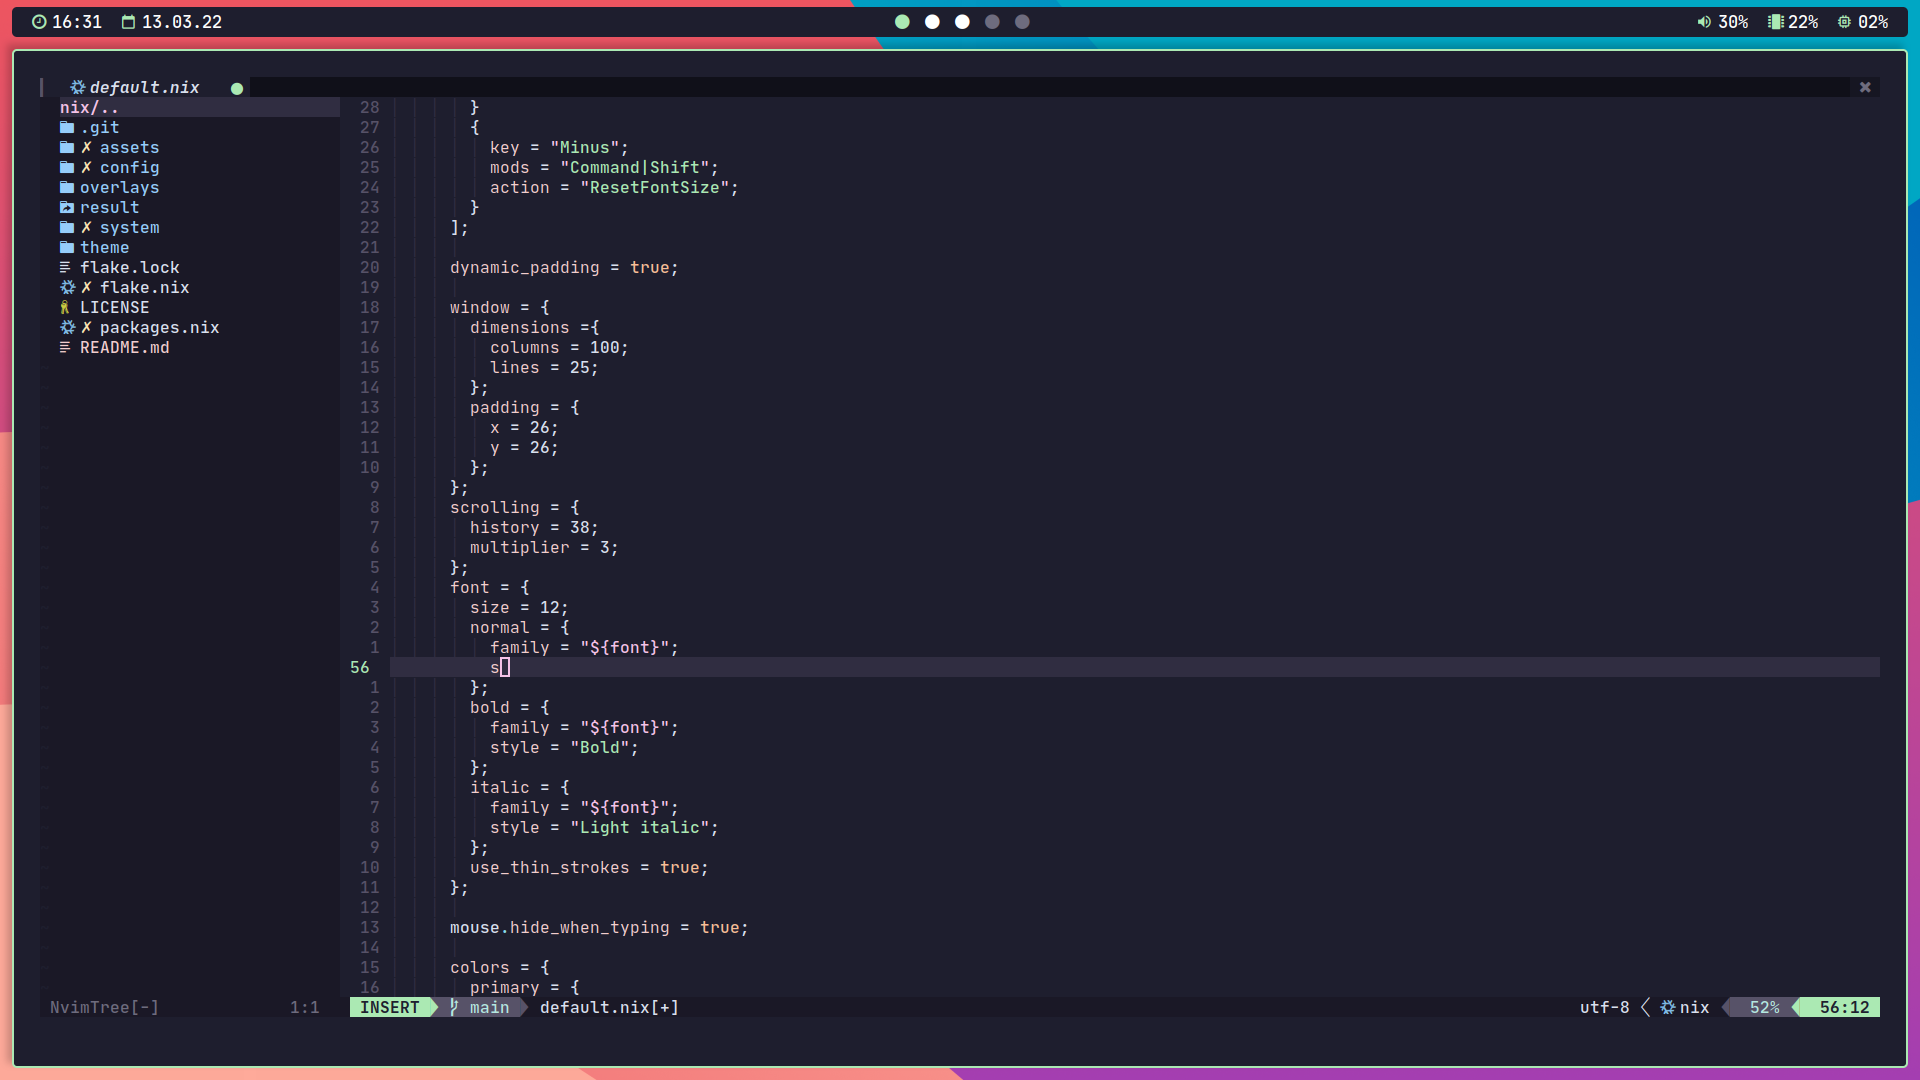 16:31 13.03.22 30% 22% 02%
default.nix
nix/..
.git
✗ assets
✗ config
overlays
result
✗ system
theme
flake.lock
✗ flake.nix
LICENSE
✗ packages.nix
README.md
28 }
27 {
26 key = "Minus";
25 mods = "Command|Shift";
24 action = "ResetFontSize";
23 }
22 ];
21
20 dynamic_padding = true;
19
18 window = {
17 dimensions ={
16 columns = 100;
15 lines = 25;
14 };
13 padding = {
12 x = 26;
11 y = 26;
10 };
9 };
8 scrolling = {
7 history = 38;
6 multiplier = 3;
5 };
4 font = {
3 size = 12;
2 normal = {
1 family = "${font}";
56 s
1 };
2 bold = {
3 family = "${font}";
4 style = "Bold";
5 };
6 italic = {
7 family = "${font}";
8 style = "Light italic";
9 };
10 use_thin_strokes = true;
11 };
12
13 mouse.hide_when_typing = true;
14
15 colors = {
16 primary = {
NvimTree[-] 1:1 INSERT main default.nix[+] utf-8 nix 52% 56:12